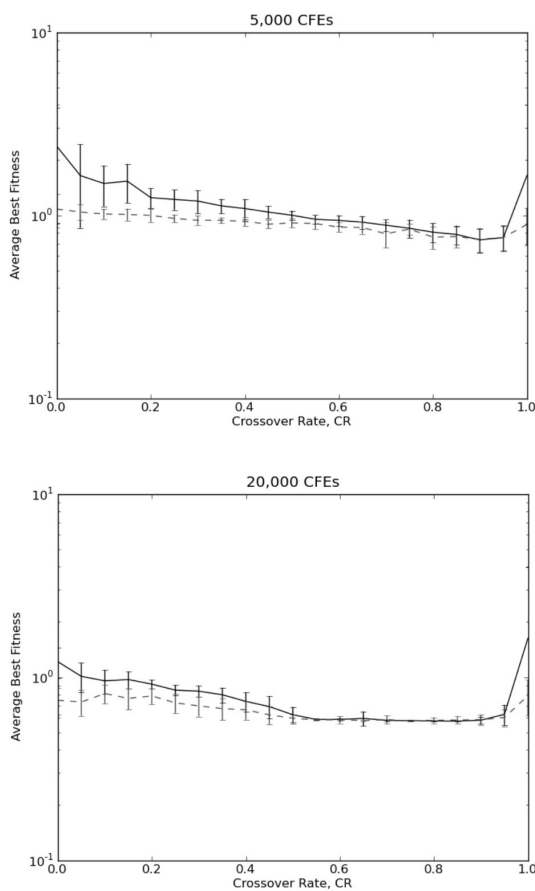 5,000 CFEs
10^1
10^0
10^-1
Average Best Fitness
0.0 0.2 0.4 0.6 0.8 1.0
Crossover Rate, CR
20,000 CFEs
10^1
10^0
10^-1
Average Best Fitness
0.0 0.2 0.4 0.6 0.8 1.0
Crossover Rate, CR